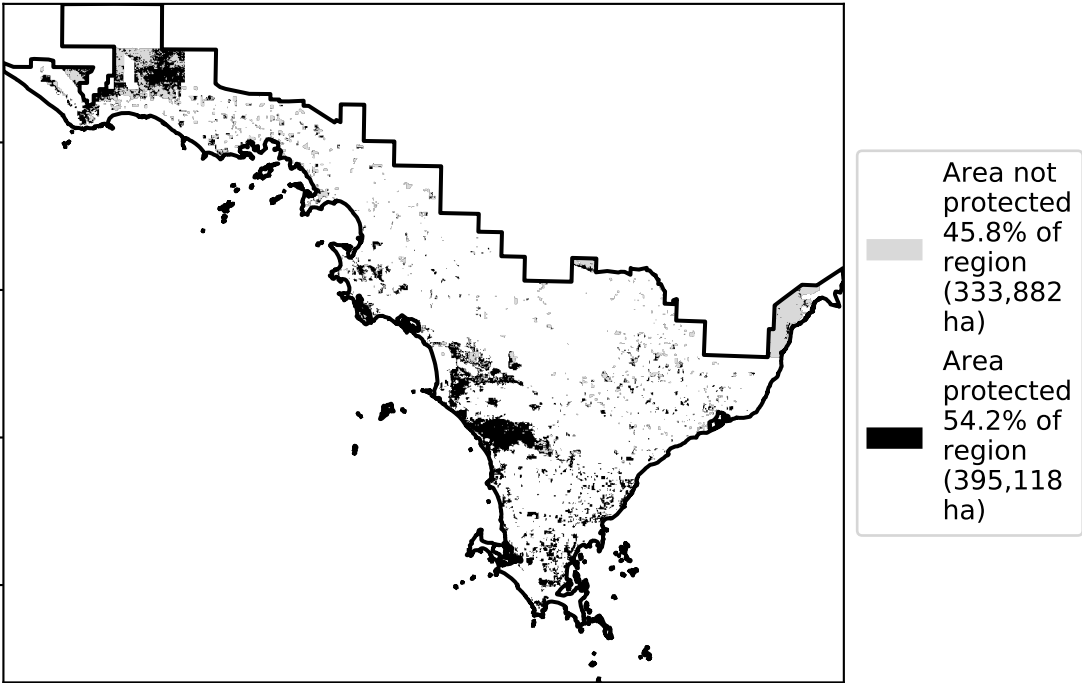 Area not
protected
45.8% of
region
(333,882
ha)
Area
protected
54.2% of
region
(395,118
ha)